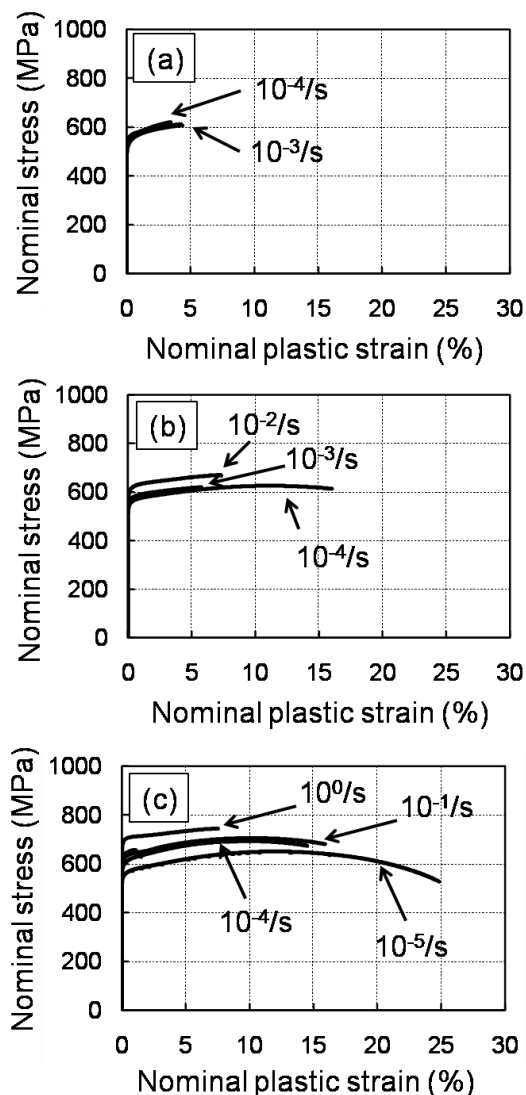 1000
(a)
10⁻⁴/s
800
600
10⁻³/s
400
200
0
0 5 10 15 20 25 30
Nominal stress (MPa)
Nominal plastic strain (%)
1000
(b)
10⁻²/s
800
10⁻³/s
600
10⁻⁴/s
400
200
0
0 5 10 15 20 25 30
Nominal stress (MPa)
Nominal plastic strain (%)
1000
(c)
10⁰/s
10⁻¹/s
800
600
10⁻⁴/s
10⁻⁵/s
400
200
0
0 5 10 15 20 25 30
Nominal stress (MPa)
Nominal plastic strain (%)